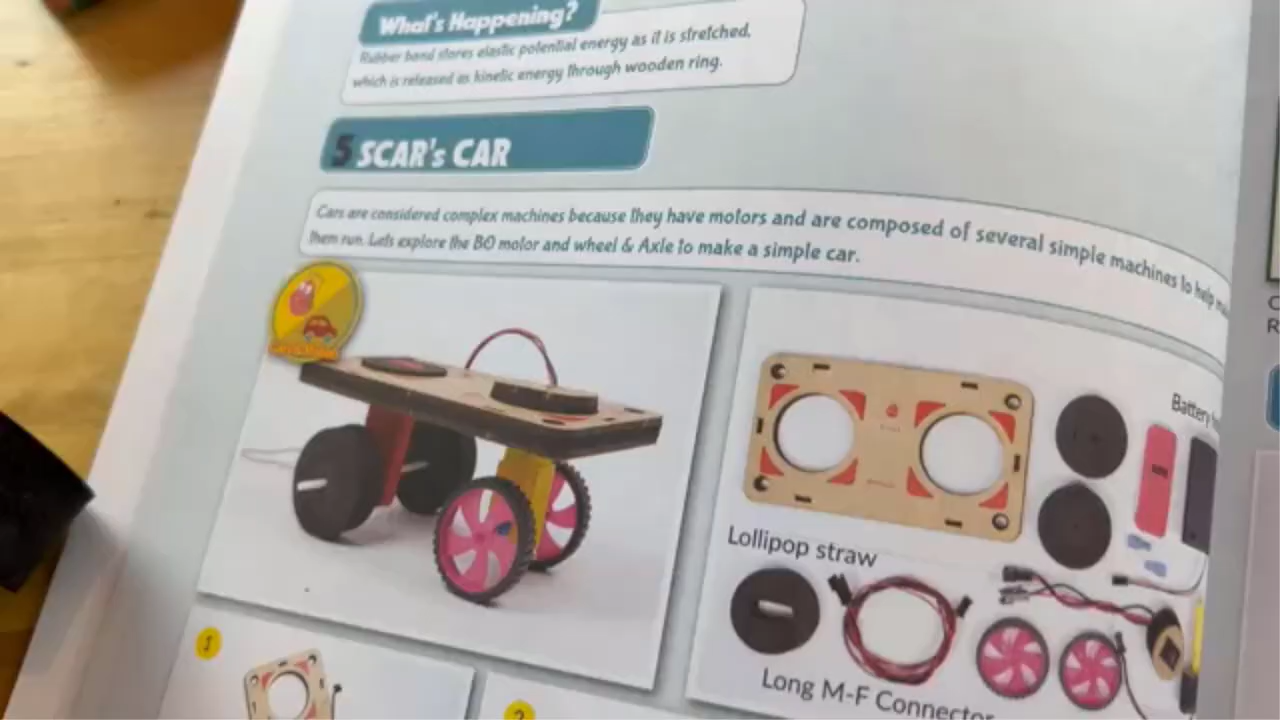 What's Happening?
Rubber band stores elastic potential energy as it is stretched,
which is released as kinetic energy through wooden ring.
5 SCAR's CAR
Cars are considered complex machines because they have motors and are composed of several simple machines to help
them run. Lets explore the BO motor and wheel & Axle to make a simple car.
Battery
Lollipop straw
Long M-F Connector
1
2